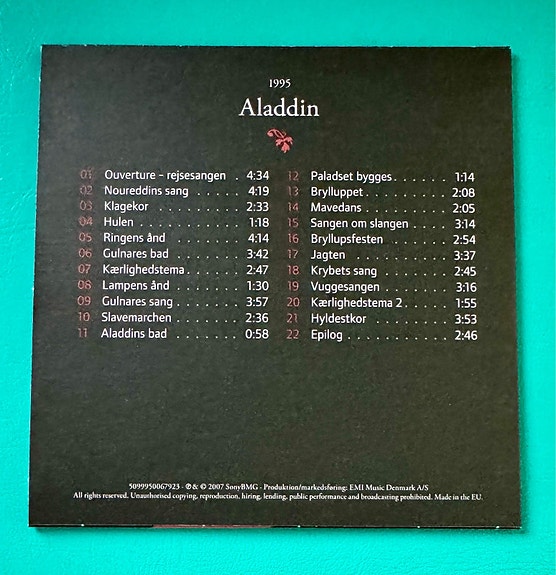 1995
Aladdin
01 Ouverture – rejsesangen . 4:34
02 Noureddins sang . . . . . 4:19
03 Klagekor . . . . . . . . . 2:33
04 Hulen . . . . . . . . . . 1:18
05 Ringens ånd . . . . . . . 4:14
06 Gulnares bad . . . . . . . 3:42
07 Kærlighedstema . . . . . . 2:47
08 Lampens ånd . . . . . . . 1:30
09 Gulnares sang . . . . . . 3:57
10 Slavemarchen . . . . . . . 2:36
11 Aladdins bad . . . . . . . 0:58
12 Paladset bygges . . . . . 1:14
13 Brylluppet . . . . . . . . 2:08
14 Mavedans . . . . . . . . . 2:05
15 Sangen om slangen . . . . 3:14
16 Bryllupsfesten . . . . . . 2:54
17 Jagten . . . . . . . . . . 3:37
18 Krybets sang . . . . . . . 2:45
19 Vuggesangen . . . . . . . 3:16
20 Kærlighedstema 2 . . . . . 1:55
21 Hyldestkor . . . . . . . . 3:53
22 Epilog . . . . . . . . . . 2:46
5099950067923 · ℗ & © 2007 SonyBMG · Produktion/markedsføring: EMI Music Denmark A/S
All rights reserved. Unauthorised copying, reproduction, hiring, lending, public performance and broadcasting prohibited. Made in the EU.